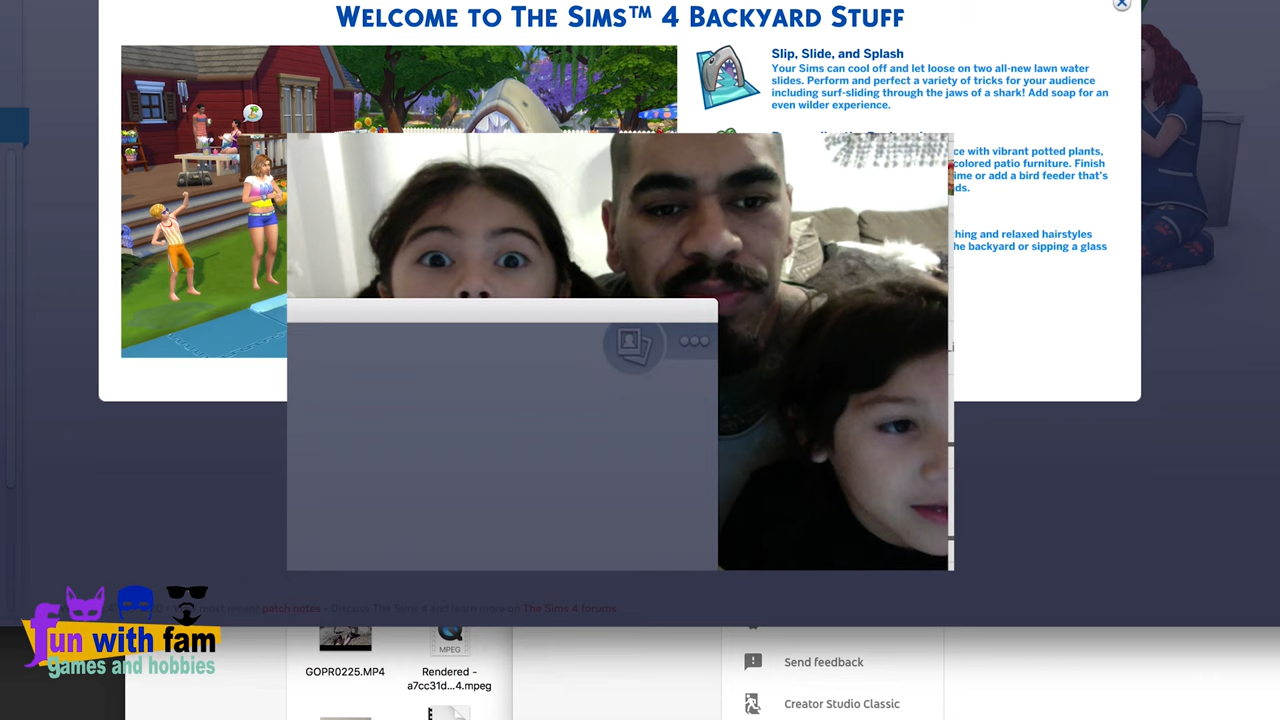 WELCOME TO THE SIMS™ 4 BACKYARD STUFF
Slip, Slide, and Splash
Your Sims can cool off and let loose on two all-new lawn water
slides. Perform and perfect a variety of tricks for your audience
including surf-sliding through the jaws of a shark! Add soap for an
even wilder experience.
ce with vibrant potted plants,
colored patio furniture. Finish
ime or add a bird feeder that's
ds.
thing and relaxed hairstyles
he backyard or sipping a glass
most recent patch notes - Discuss The Sims 4 and learn more on The Sims 4 forums
fun with fam
games and hobbies
MPEG
GOPR0225.MP4
Rendered -
a7cc31d...4.mpeg
Send feedback
Creator Studio Classic